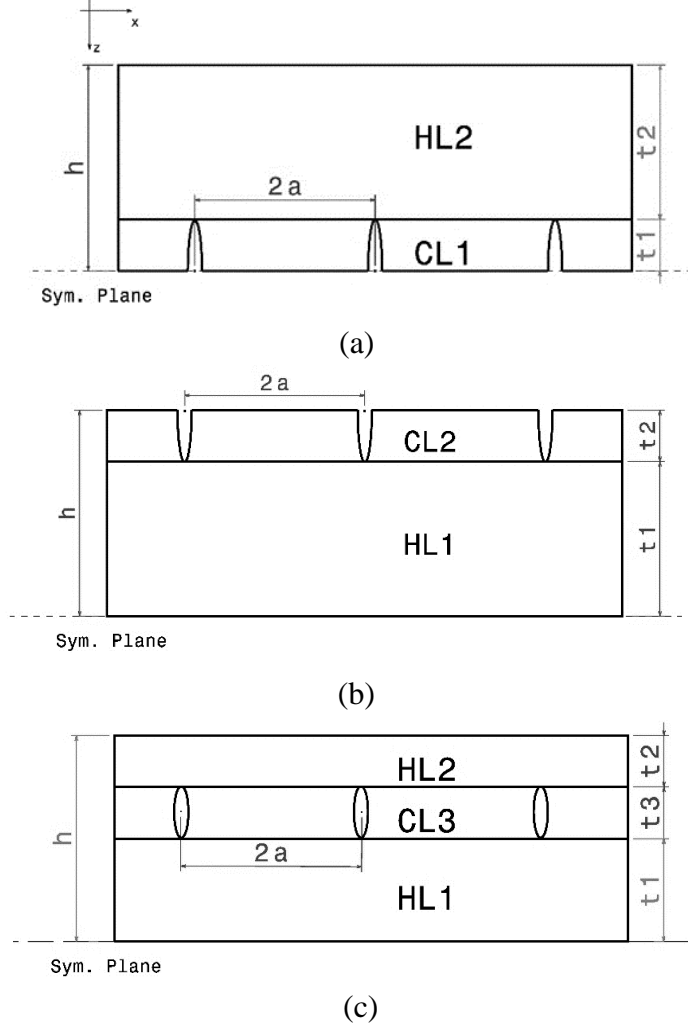 x
z
h
HL2
t2
2a
CL1
t1
Sym. Plane
(a)
2a
CL2
t2
h
HL1
t1
Sym. Plane
(b)
HL2
t2
h
CL3
t3
2a
HL1
t1
Sym. Plane
(c)